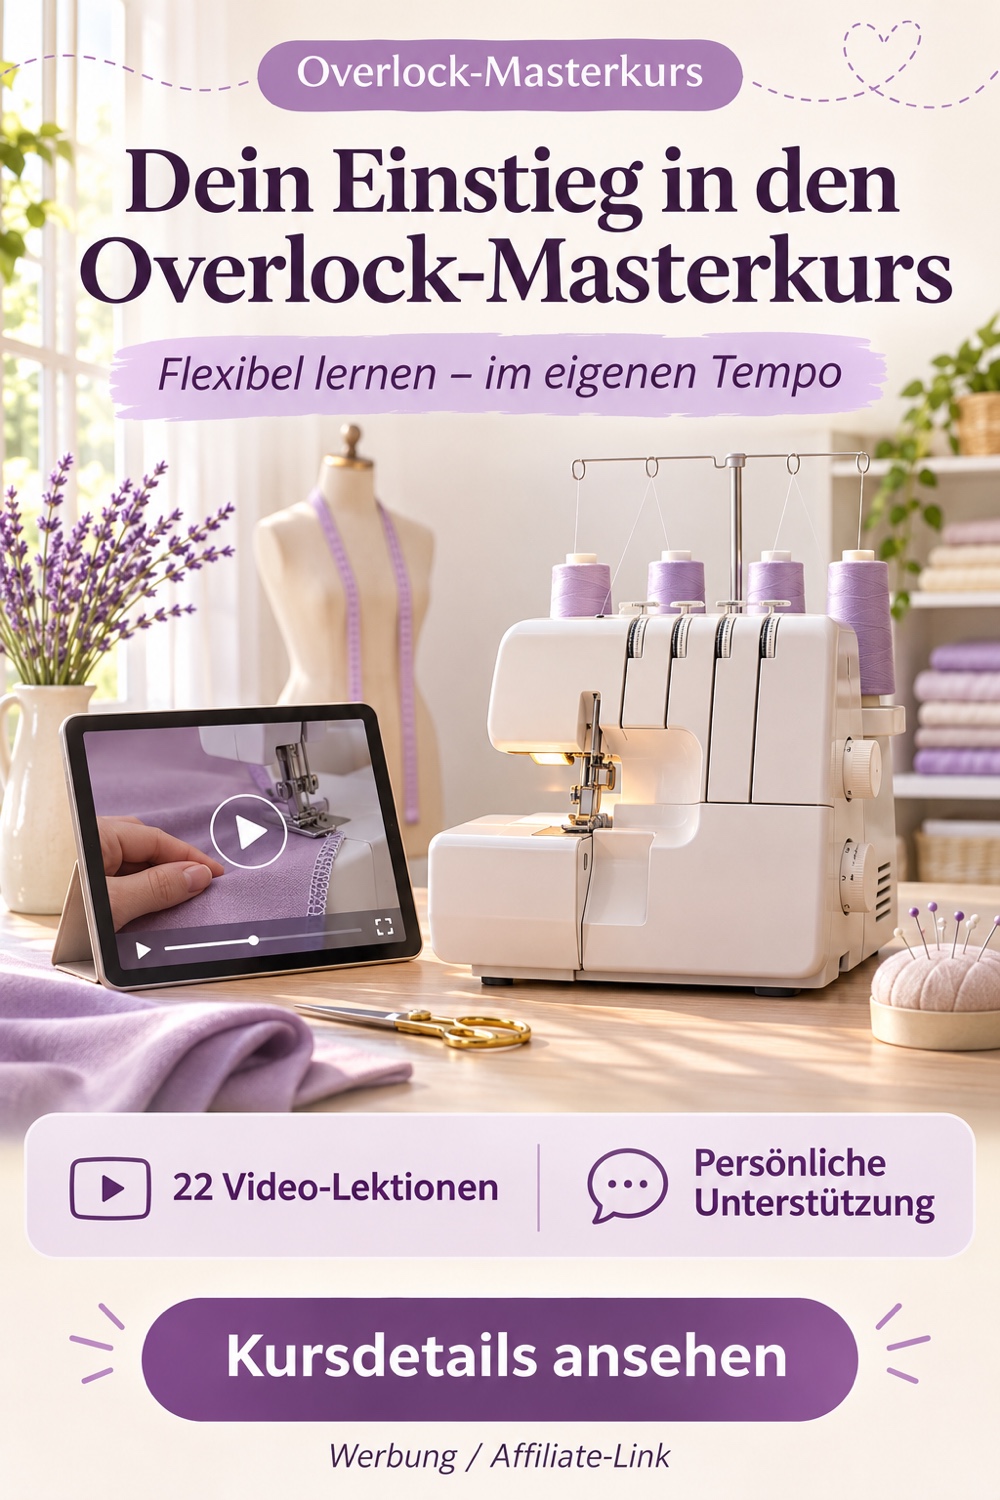 Overlock-Masterkurs
Dein Einstieg in den
Overlock-Masterkurs
Flexibel lernen – im eigenen Tempo
22 Video-Lektionen
Persönliche
Unterstützung
Kursdetails ansehen
Werbung / Affiliate-Link